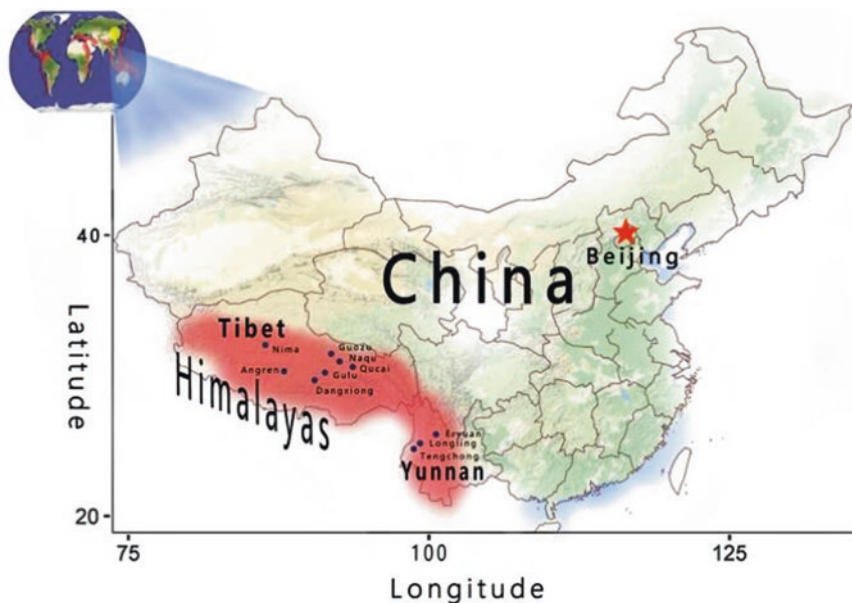 40
20
Latitude
75
100
125
Longitude
China
Beijing
Tibet
Himalayas
Nima
Guozu
Naqu
Qucai
Angren
Gulu
Dangxiong
Eryuan
Longling
Tengchong
Yunnan